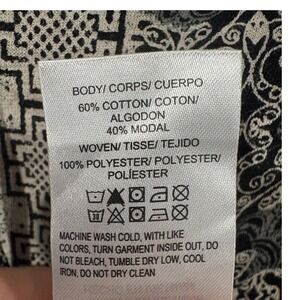 BODY/ CORPS/ CUERPO
60% COTTON/ COTON/
ALGODON
40% MODAL
WOVEN/ TISSE/ TEJIDO
100% POLYESTER/ POLYESTER/
POLIÉSTER
MACHINE WASH COLD, WITH LIKE
COLORS, TURN GARMENT INSIDE OUT, DO
NOT BLEACH, TUMBLE DRY LOW, COOL
IRON, DO NOT DRY CLEAN